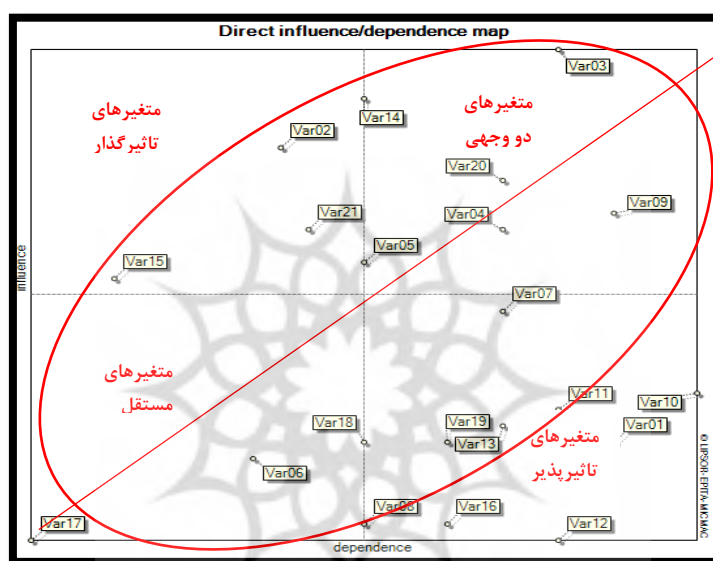 Direct influence/dependence map
Var03
متغیرهای
تاثیرگذار
متغیرهای
دو وجهی
Var14
Var02
Var20
Var09
Var21
Var04
Var05
Var15
influence
Var07
متغیرهای
مستقل
Var11
Var10
Var18
Var19
Var01
Var13
متغیرهای
تاثیرپذیر
Var06
Var17
Var08
Var16
Var12
dependence
© LIPSOR-EPITA-MICMAC